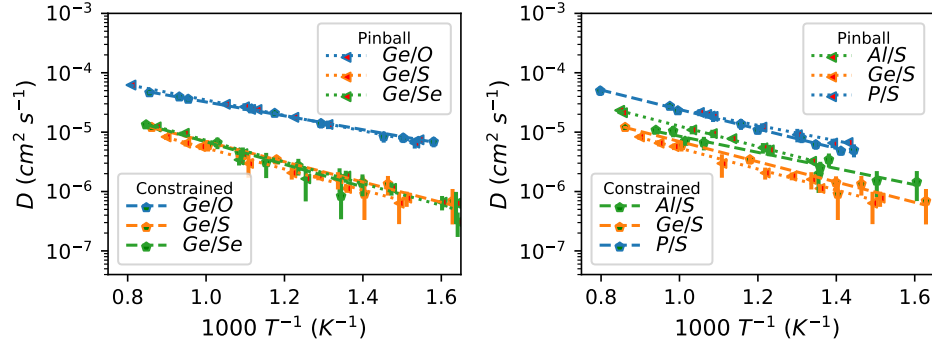 10⁻³
10⁻⁴
10⁻⁵
10⁻⁶
10⁻⁷
D (cm² s⁻¹)
Pinball
Ge/O
Ge/S
Ge/Se
Constrained
Ge/O
Ge/S
Ge/Se
0.8 1.0 1.2 1.4 1.6
1000 T⁻¹ (K⁻¹)
10⁻³
10⁻⁴
10⁻⁵
10⁻⁶
10⁻⁷
D (cm² s⁻¹)
Pinball
Al/S
Ge/S
P/S
Constrained
Al/S
Ge/S
P/S
0.8 1.0 1.2 1.4 1.6
1000 T⁻¹ (K⁻¹)